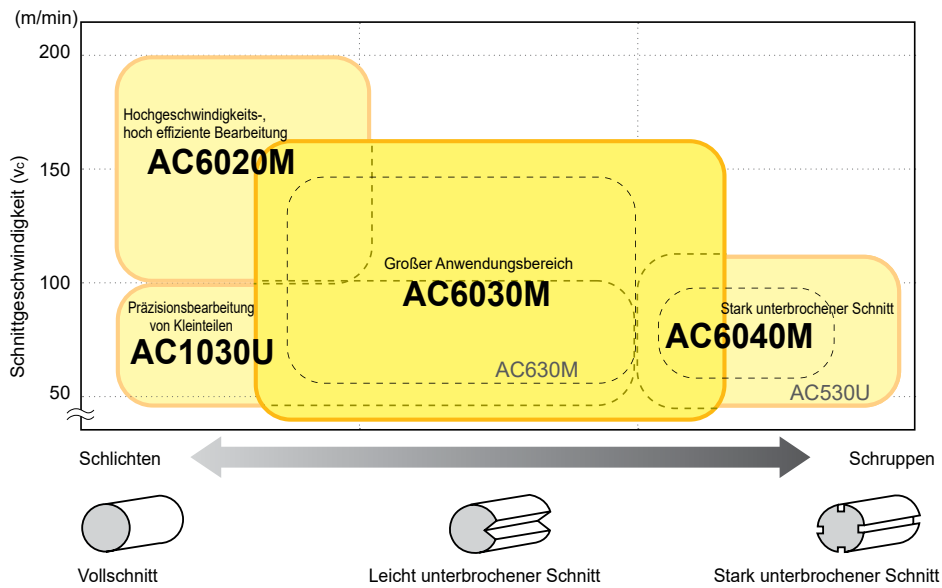 (m/min)
200
150
100
50
Schnittgeschwindigkeit (vc)
Hochgeschwindigkeits-,
hoch effiziente Bearbeitung
AC6020M
Großer Anwendungsbereich
AC6030M
Präzisionsbearbeitung
von Kleinteilen
AC1030U
AC630M
Stark unterbrochener Schnitt
AC6040M
AC530U
Schlichten
Schruppen
Vollschnitt
Leicht unterbrochener Schnitt
Stark unterbrochener Schnitt